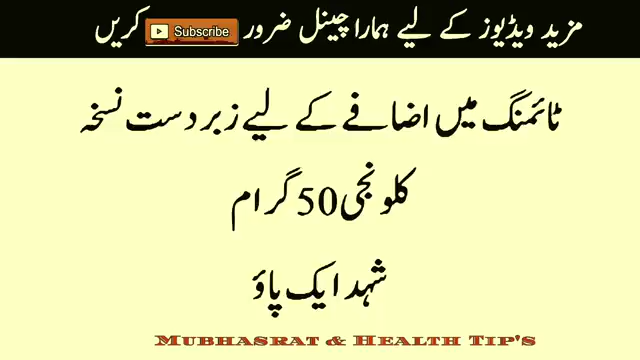 مزید ویڈیوز کے لیے ہمارا چینل ضرور Subscribe کریں
ٹائمنگ میں اضافے کے لیے زبردست نسخہ
کلونجی 50 گرام
شہد ایک پاؤ
MUBHASRAT & HEALTH TIP'S